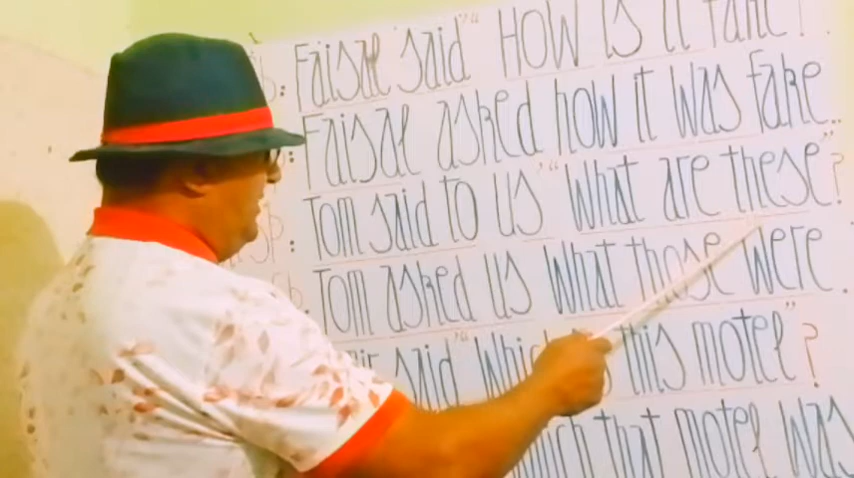 Faisal said " How is it fake?
Faisal asked how it was fake.
Tom said to us "What are these"?
Tom asked us what those were.
said "Which this motel"?
that motel was